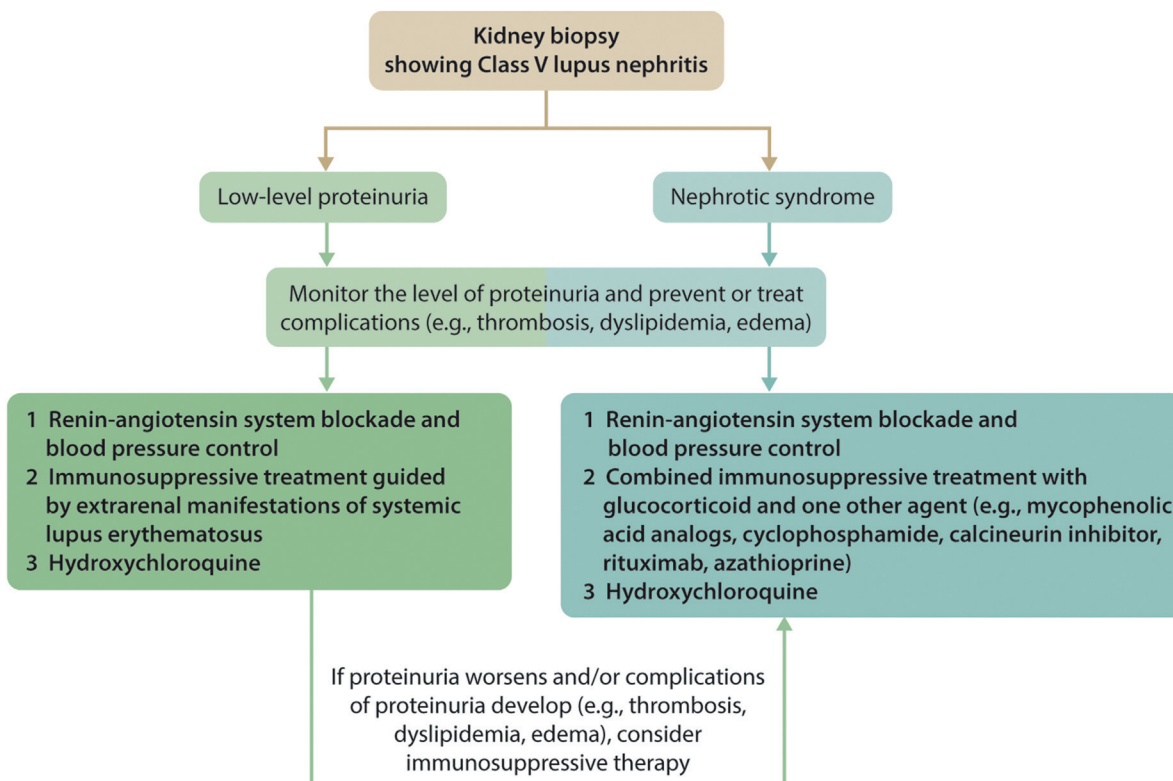 Kidney biopsy
showing Class V lupus nephritis
Low-level proteinuria
Nephrotic syndrome
Monitor the level of proteinuria and prevent or treat
complications (e.g., thrombosis, dyslipidemia, edema)
1 Renin-angiotensin system blockade and
blood pressure control
2 Immunosuppressive treatment guided
by extrarenal manifestations of systemic
lupus erythematosus
3 Hydroxychloroquine
1 Renin-angiotensin system blockade and
blood pressure control
2 Combined immunosuppressive treatment with
glucocorticoid and one other agent (e.g., mycophenolic
acid analogs, cyclophosphamide, calcineurin inhibitor,
rituximab, azathioprine)
3 Hydroxychloroquine
If proteinuria worsens and/or complications
of proteinuria develop (e.g., thrombosis,
dyslipidemia, edema), consider
immunosuppressive therapy